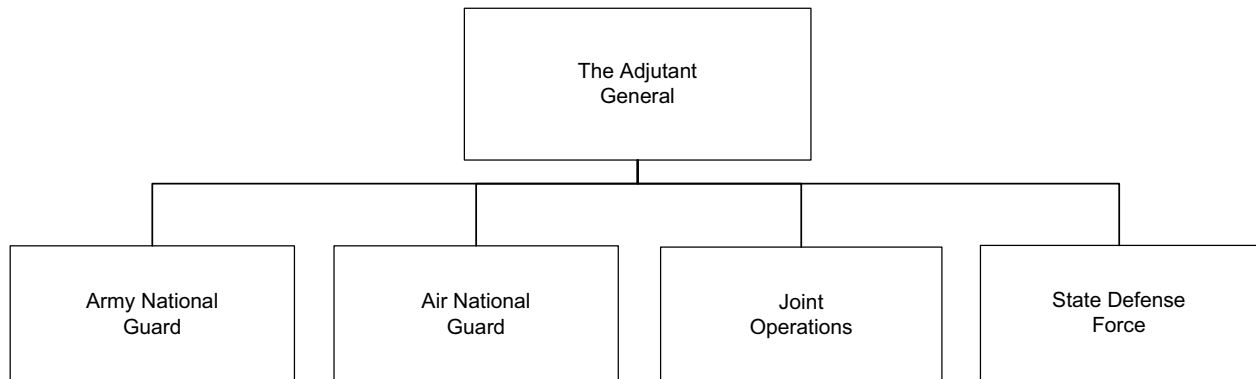 The Adjutant
General
Army National
Guard
Air National
Guard
Joint
Operations
State Defense
Force